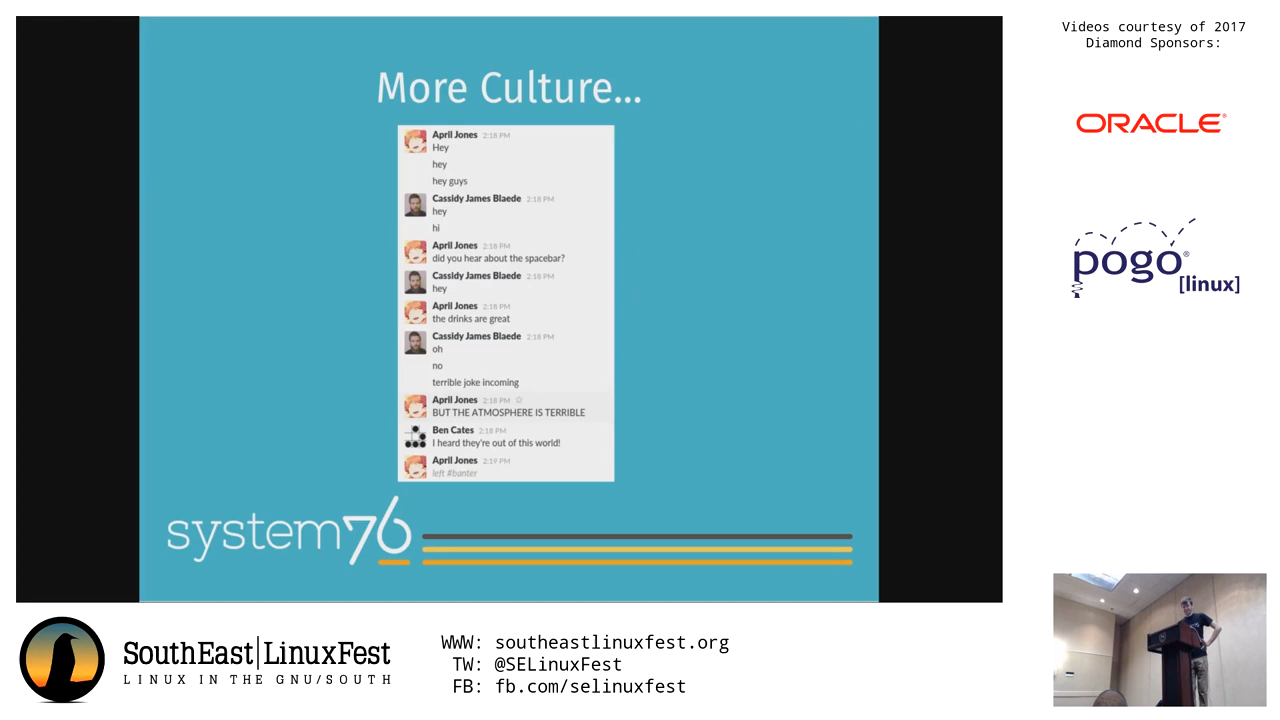 More Culture...
April Jones 2:18 PM
Hey
hey
hey guys
Cassidy James Blaede 2:18 PM
hey
hi
April Jones 2:18 PM
did you hear about the spacebar?
Cassidy James Blaede 2:18 PM
hey
April Jones 2:18 PM
the drinks are great
Cassidy James Blaede 2:18 PM
oh
no
terrible joke incoming
April Jones 2:18 PM
BUT THE ATMOSPHERE IS TERRIBLE
Ben Cates 2:18 PM
I heard they're out of this world!
April Jones 2:19 PM
left #banter
system76
Videos courtesy of 2017
Diamond Sponsors:
ORACLE®
pogo®
[linux]
SouthEast|LinuxFest
LINUX IN THE GNU/SOUTH
WWW: southeastlinuxfest.org
TW: @SELinuxFest
FB: fb.com/selinuxfest